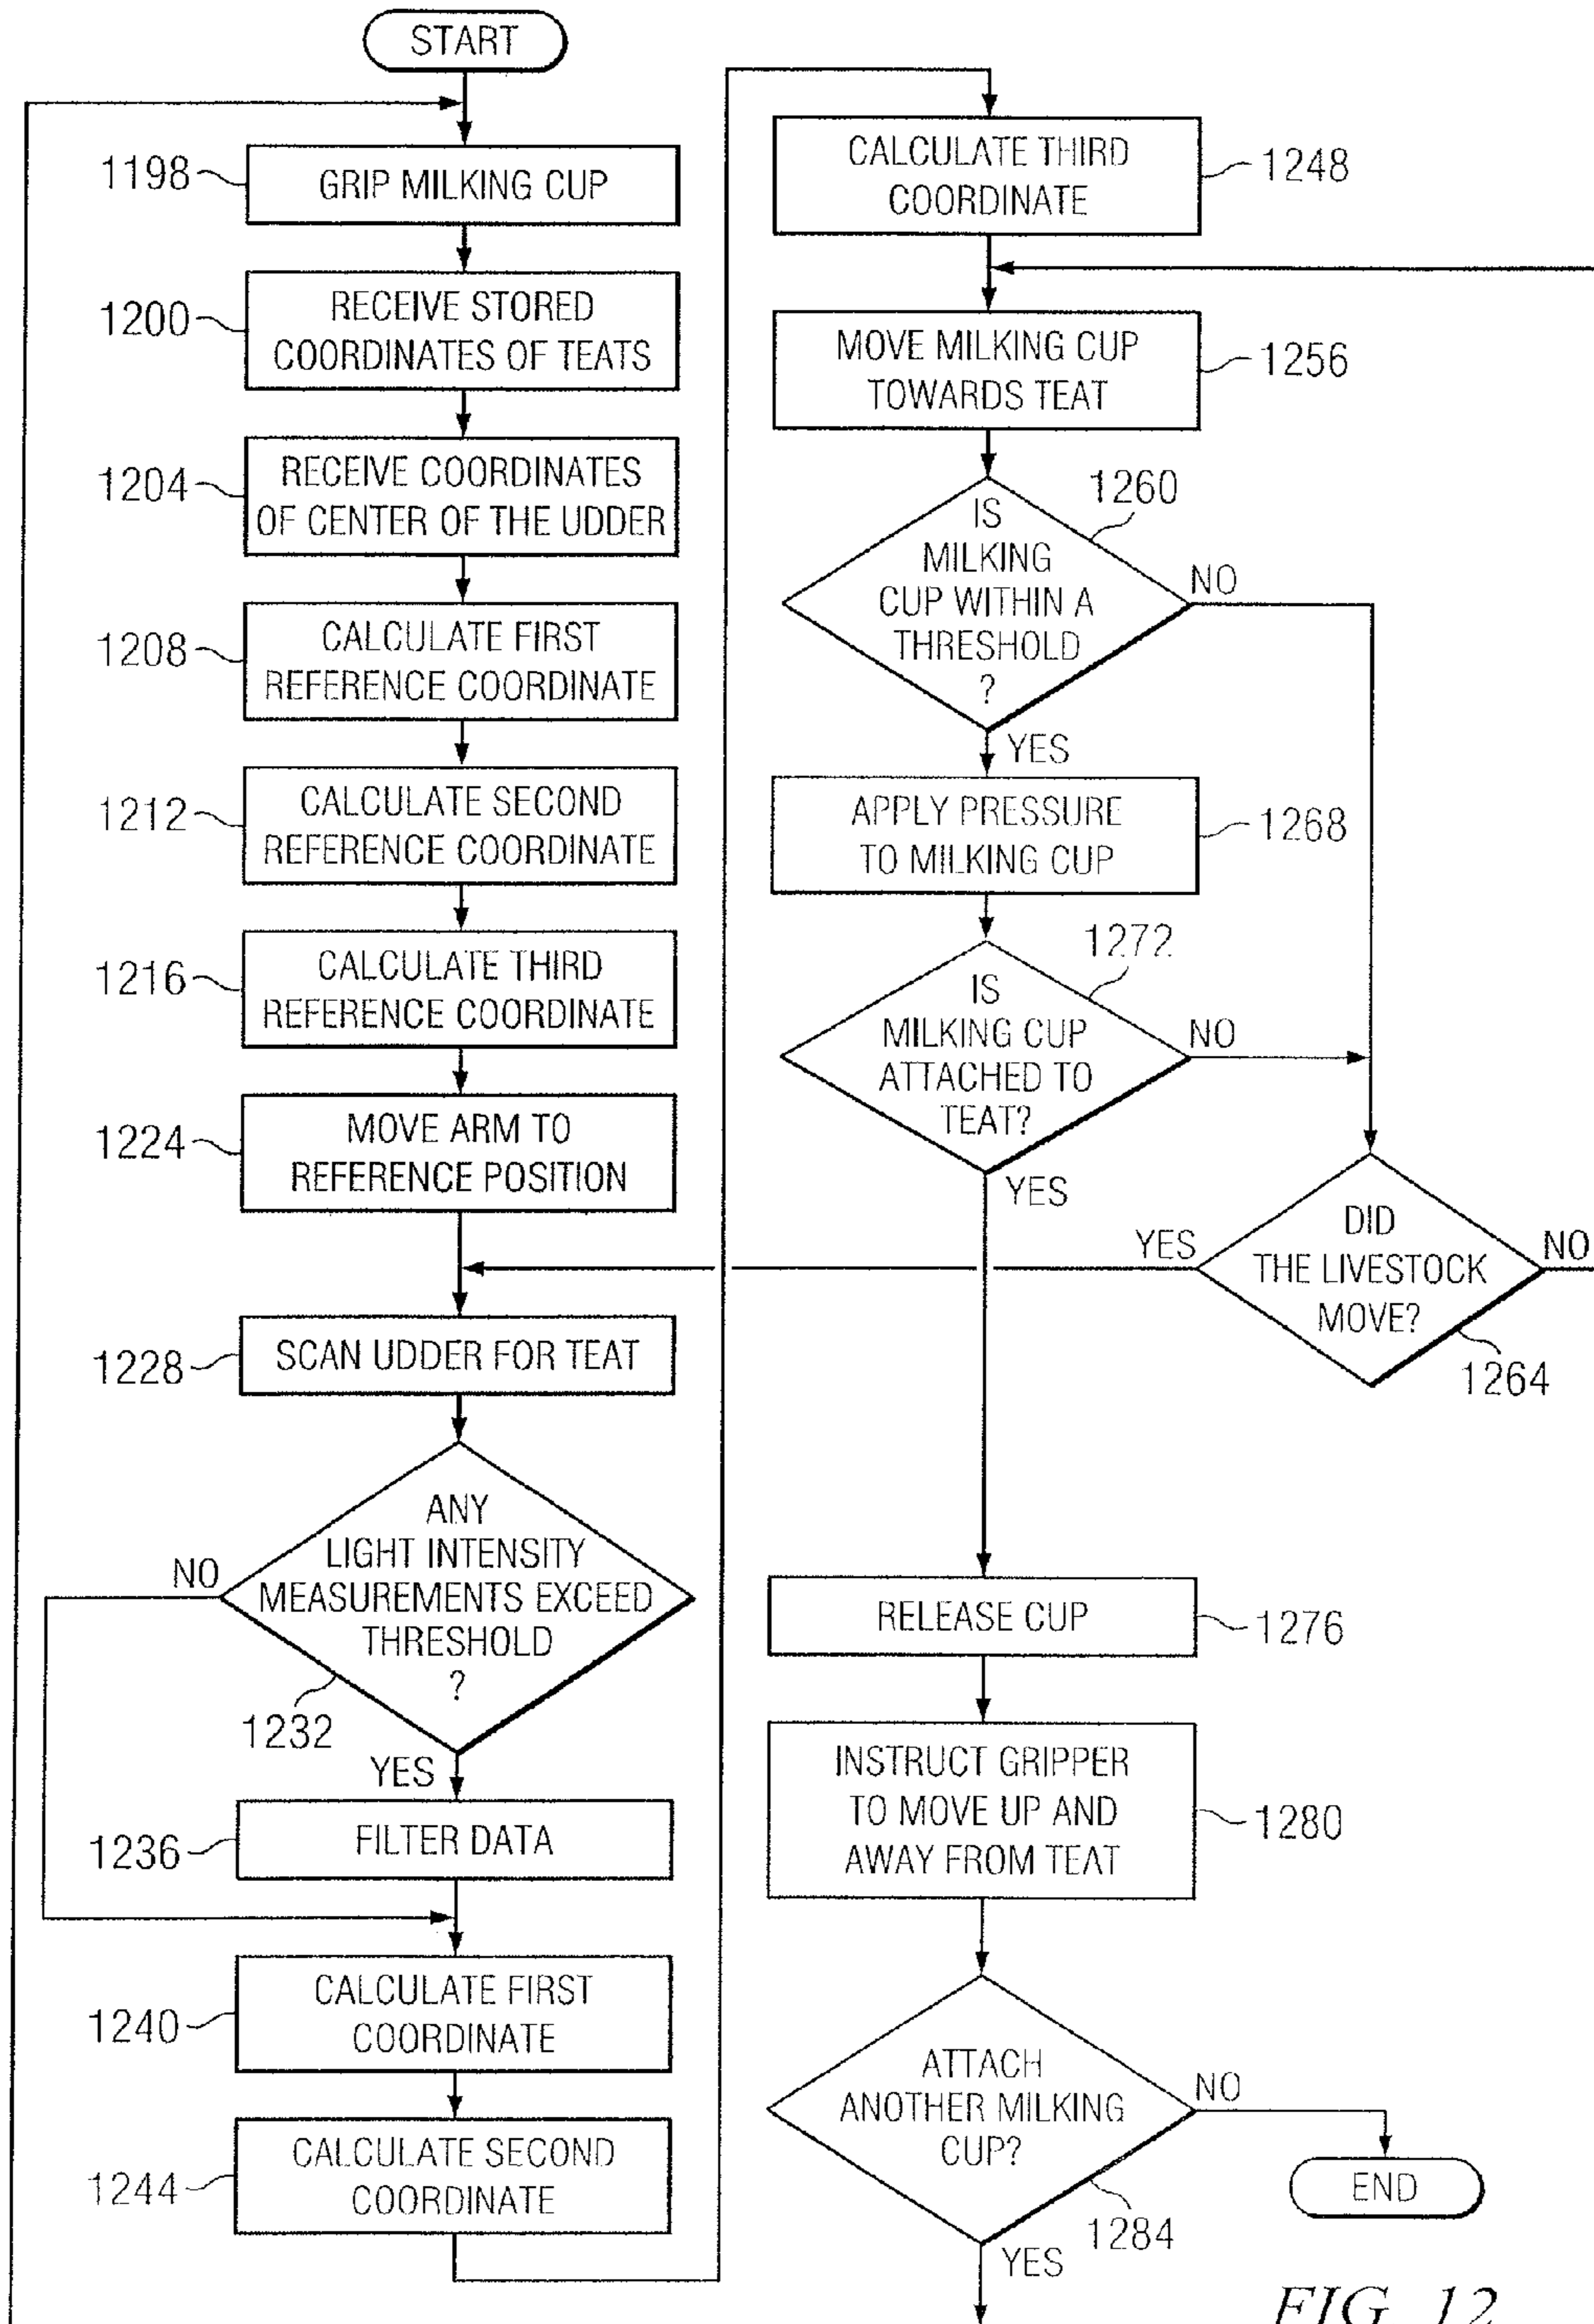 START
1198
GRIP MILKING CUP
1200
RECEIVE STORED
COORDINATES OF TEATS
1204
RECEIVE COORDINATES
OF CENTER OF THE UDDER
1208
CALCULATE FIRST
REFERENCE COORDINATE
1212
CALCULATE SECOND
REFERENCE COORDINATE
1216
CALCULATE THIRD
REFERENCE COORDINATE
1224
MOVE ARM TO
REFERENCE POSITION
1228
SCAN UDDER FOR TEAT
ANY
LIGHT INTENSITY
MEASUREMENTS EXCEED
THRESHOLD
?
NO
1232
YES
1236
FILTER DATA
1240
CALCULATE FIRST
COORDINATE
1244
CALCULATE SECOND
COORDINATE
CALCULATE THIRD
COORDINATE
1248
MOVE MILKING CUP
TOWARDS TEAT
1256
1260
IS
MILKING
CUP WITHIN A
THRESHOLD
?
NO
YES
APPLY PRESSURE
TO MILKING CUP
1268
1272
IS
MILKING CUP
ATTACHED TO
TEAT?
NO
YES
DID
THE LIVESTOCK
MOVE?
YES
NO
1264
RELEASE CUP
1276
INSTRUCT GRIPPER
TO MOVE UP AND
AWAY FROM TEAT
1280
ATTACH
ANOTHER MILKING
CUP?
NO
END
1284
YES
FIG. 12